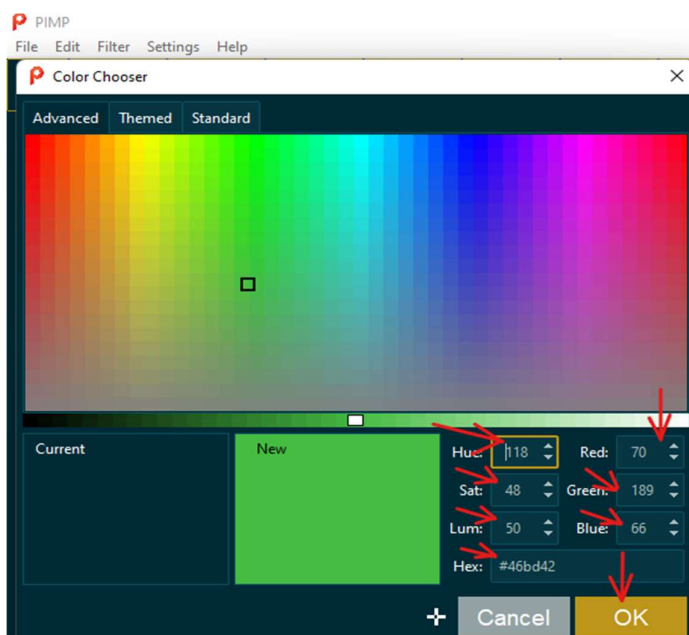 PIMP
File Edit Filter Settings Help
Color Chooser
Advanced Themed Standard
Current
New
Hue: 118 Red: 70
Sat: 48 Green: 189
Lum: 50 Blue: 66
Hex: #46bd42
Cancel OK